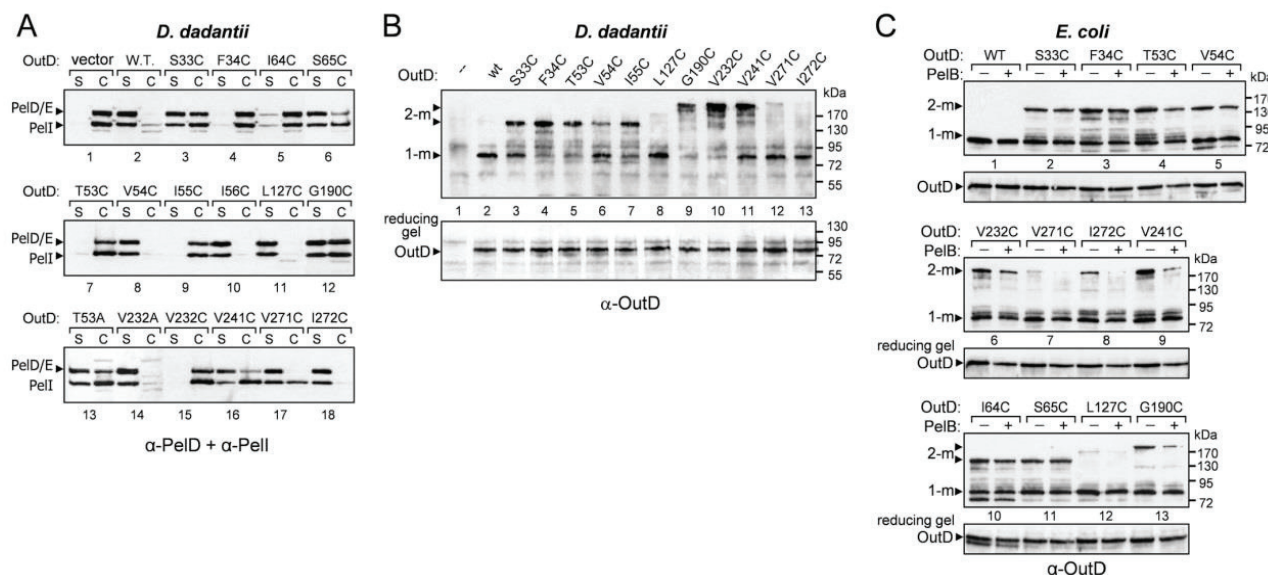 A
D. dadantii
OutD: vector W.T. S33C F34C I64C S65C
S C S C S C S C S C S C
PelD/E
PelI
1 2 3 4 5 6
OutD: T53C V54C I55C I56C L127C G190C
S C S C S C S C S C S C
PelD/E
PelI
7 8 9 10 11 12
OutD: T53A V232A V232C V241C V271C I272C
S C S C S C S C S C S C
PelD/E
PelI
13 14 15 16 17 18
α-PelD + α-PelI
B
D. dadantii
OutD: – wt S33C F34C T53C V54C I55C L127C G190C V232C V241C V271C I272C
kDa
2-m
170
130
95
1-m
72
55
1 2 3 4 5 6 7 8 9 10 11 12 13
reducing gel
OutD
130
95
72
55
α-OutD
C
E. coli
OutD: WT S33C F34C T53C V54C
PelB: – + – + – + – + – +
kDa
2-m
170
130
95
1-m
72
1 2 3 4 5
OutD
OutD: V232C V271C I272C V241C
PelB: – + – + – + – +
kDa
2-m
170
130
95
1-m
72
6 7 8 9
reducing gel
OutD
OutD: I64C S65C L127C G190C
PelB: – + – + – + – +
kDa
2-m
170
130
95
1-m
72
10 11 12 13
reducing gel
OutD
α-OutD